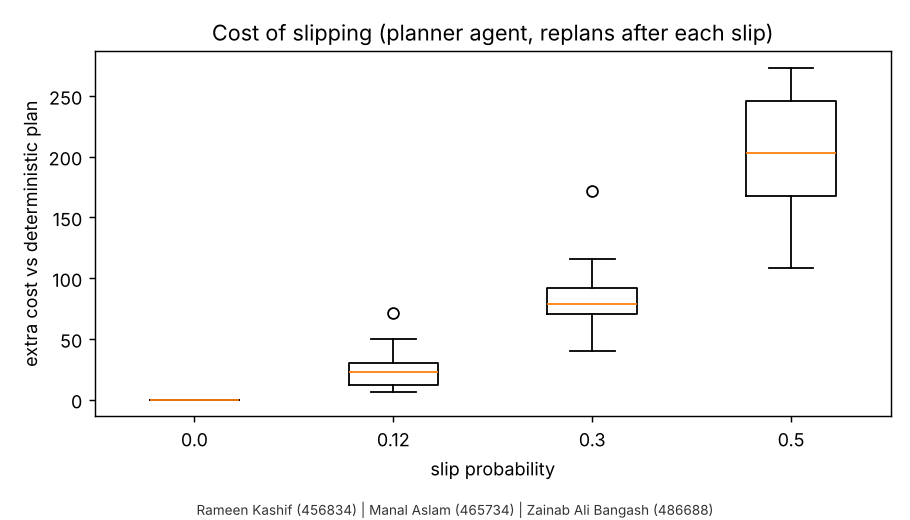 Cost of slipping (planner agent, replans after each slip)
extra cost vs deterministic plan
250
200
150
100
50
0
0.0 0.12 0.3 0.5
slip probability
Rameen Kashif (456834) | Manal Aslam (465734) | Zainab Ali Bangash (486688)